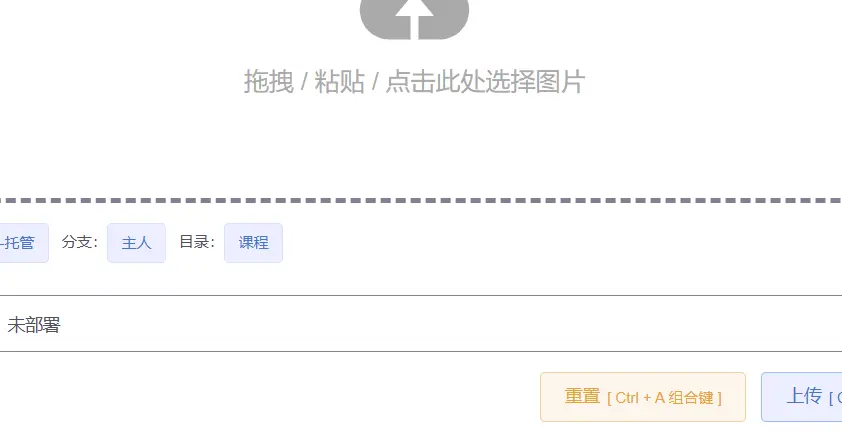 拖拽 / 粘贴 / 点击此处选择图片
-托管 分支： 主人 目录： 课程
未部署
重置 [ Ctrl + A 组合键 ] 上传 [